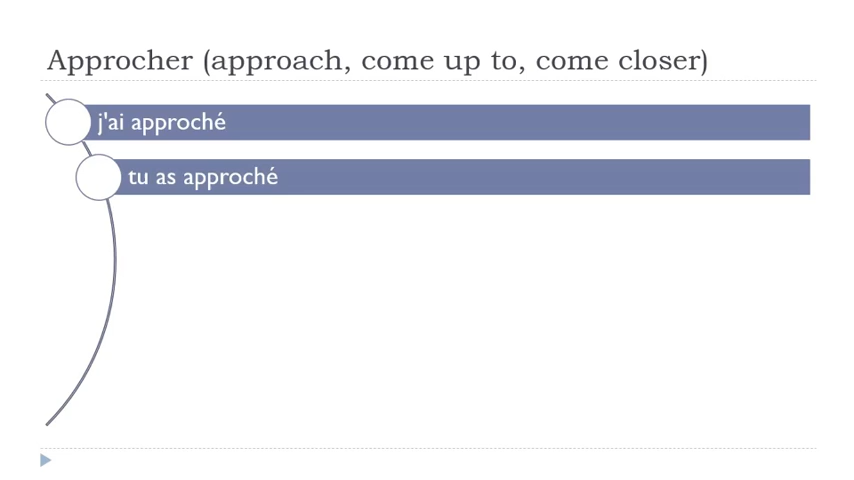 Approcher (approach, come up to, come closer)
j'ai approché
tu as approché